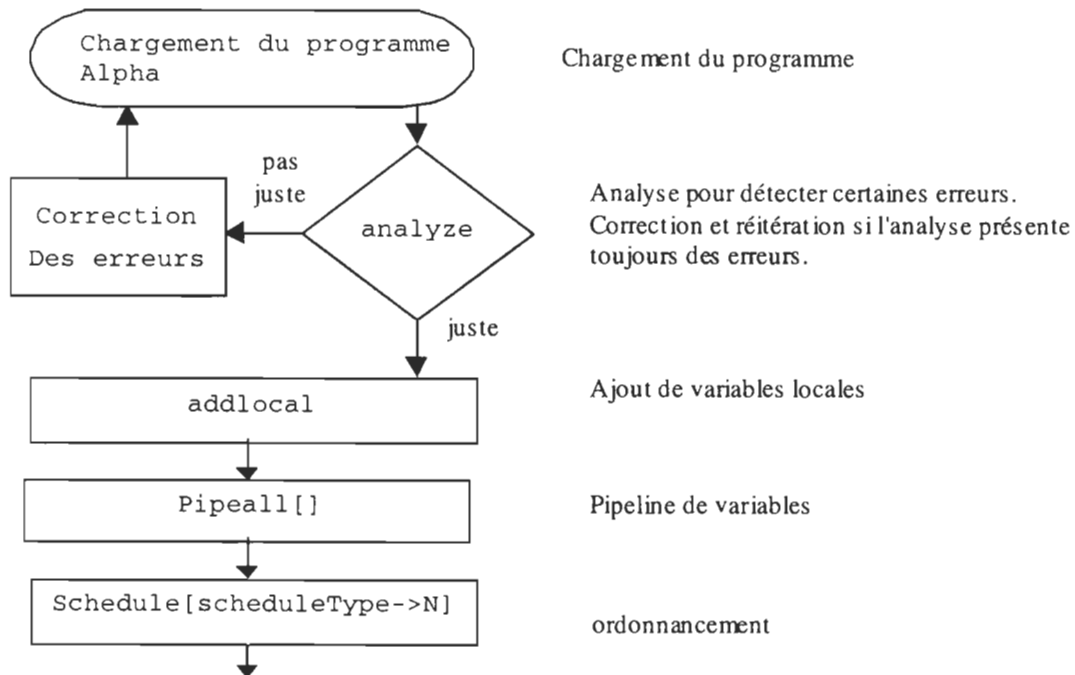 Chargement du programme
Alpha
Chargement du programme
pas
juste
Correction
Des erreurs
analyze
Analyse pour détecter certaines erreurs.
Correction et réitération si l'analyse présente
toujours des erreurs.
juste
addlocal
Ajout de variables locales
Pipeall[]
Pipeline de variables
Schedule[scheduleType->N]
ordonnancement